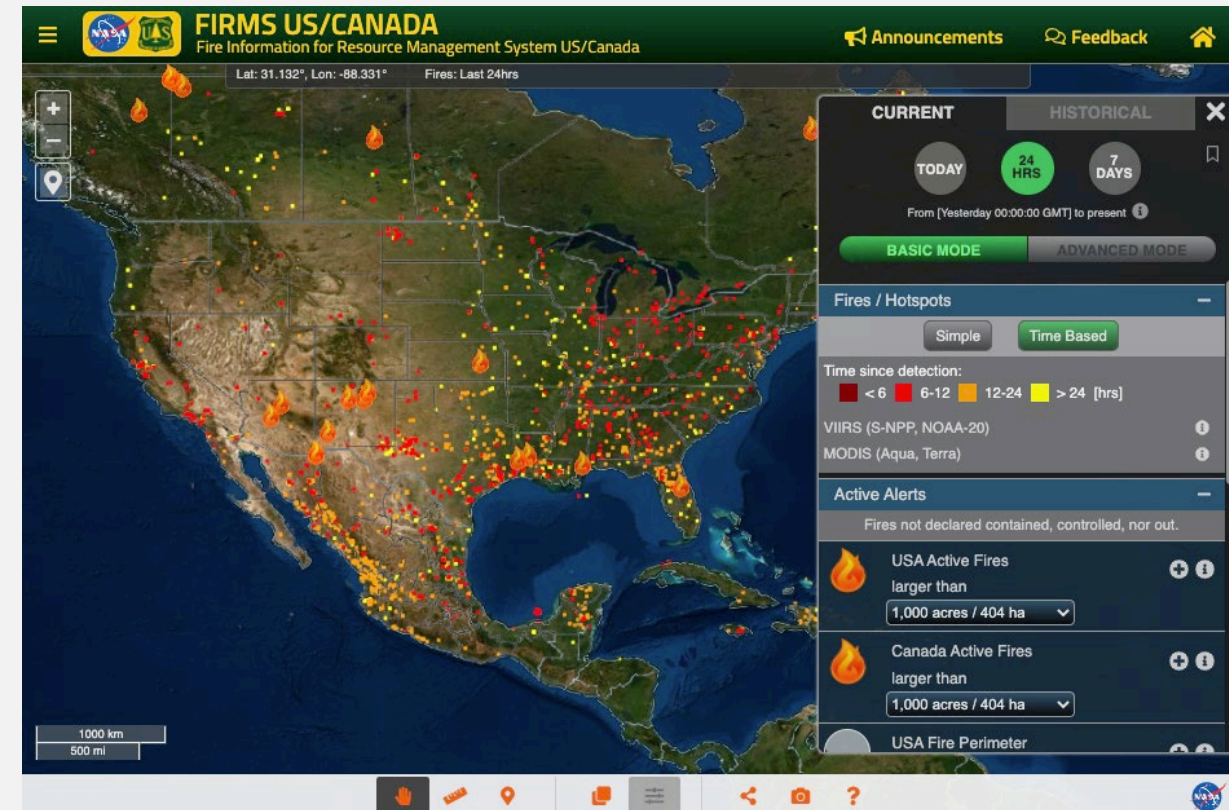 NASA
UAS
FIRMS US/CANADA
Fire Information for Resource Management System US/Canada
Announcements
Feedback
Lat: 31.132°, Lon: -88.331° Fires: Last 24hrs
+
−
CURRENT
HISTORICAL
TODAY
24 HRS
7 DAYS
From [Yesterday 00:00:00 GMT] to present
BASIC MODE
ADVANCED MODE
Fires / Hotspots
Simple
Time Based
Time since detection:
< 6 6-12 12-24 > 24 [hrs]
VIIRS (S-NPP, NOAA-20)
MODIS (Aqua, Terra)
Active Alerts
Fires not declared contained, controlled, nor out.
USA Active Fires
larger than
1,000 acres / 404 ha
Canada Active Fires
larger than
1,000 acres / 404 ha
USA Fire Perimeter
1000 km
500 mi
?
NASA